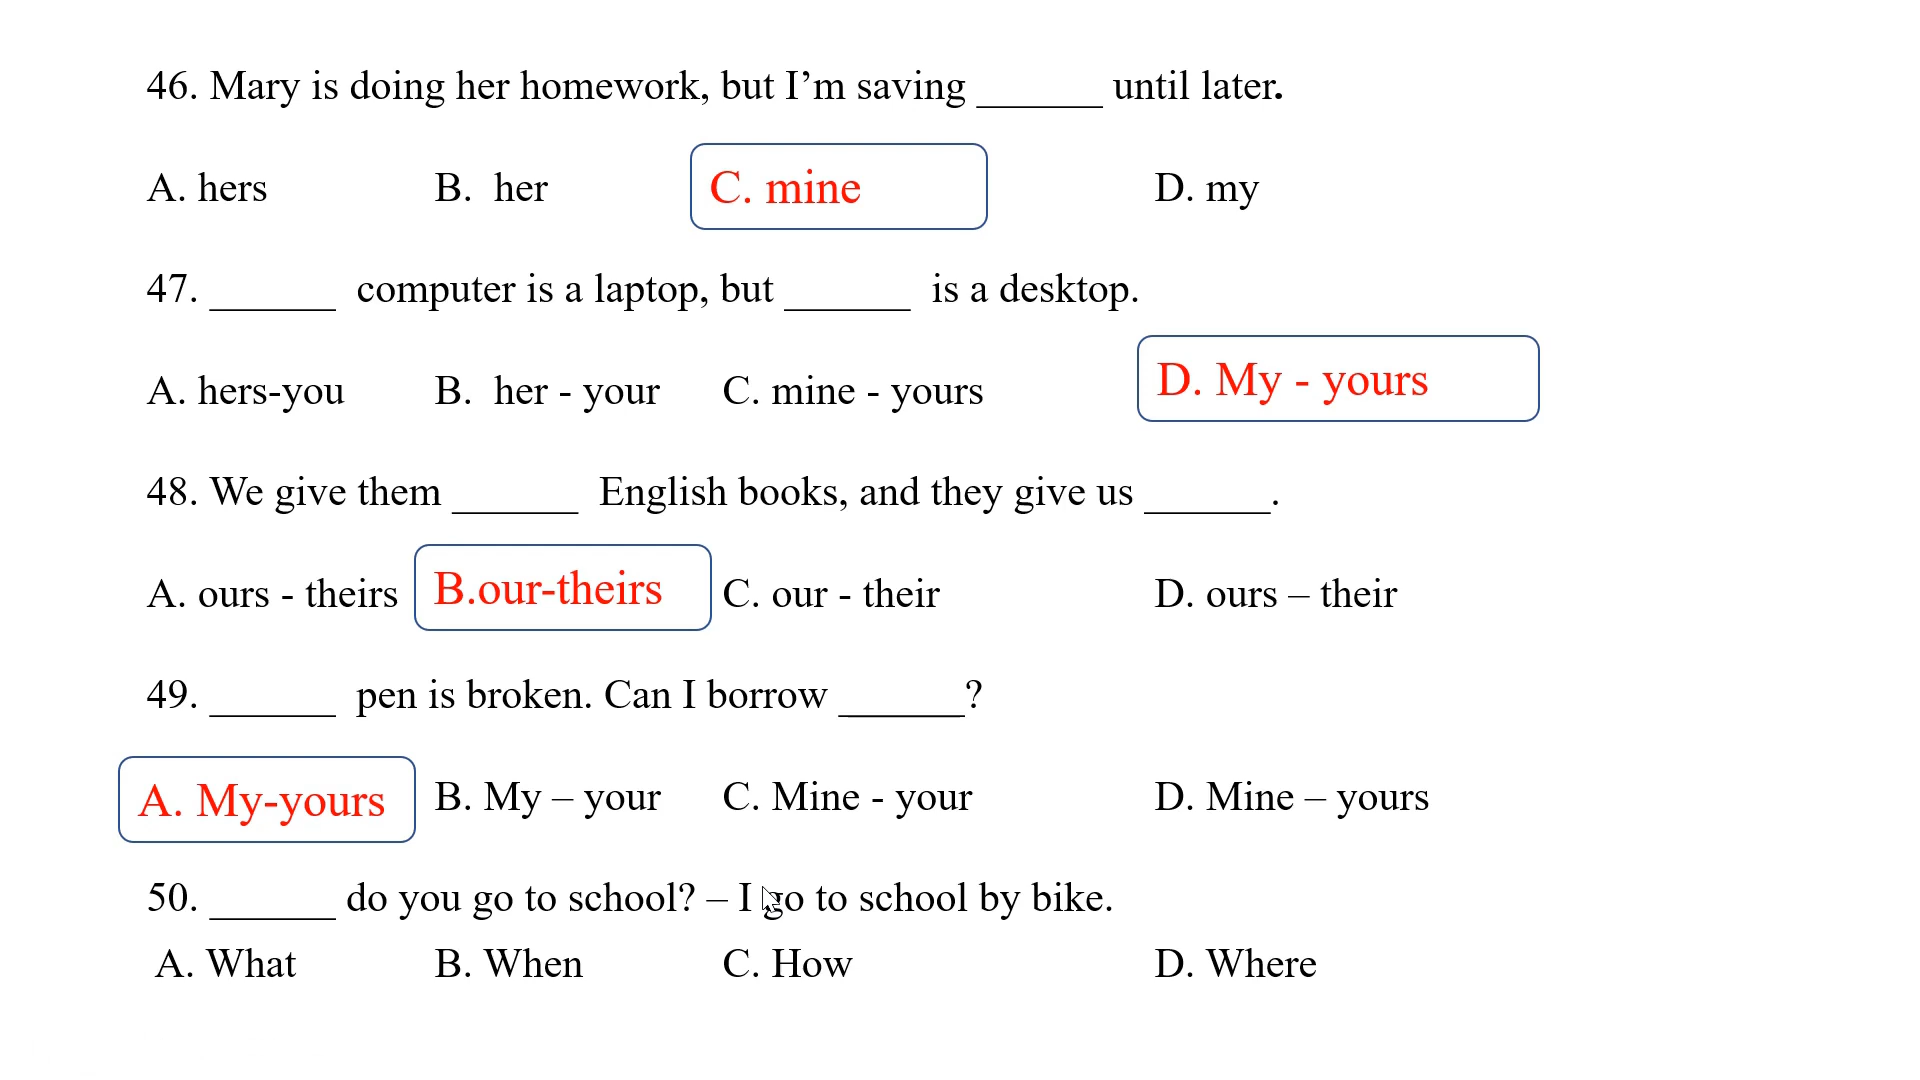 46. Mary is doing her homework, but I’m saving ______ until later.
A. hers B. her C. mine D. my
47. ______ computer is a laptop, but ______ is a desktop.
A. hers-you B. her - your C. mine - yours D. My - yours
48. We give them ______ English books, and they give us ______.
A. ours - theirs B.our-theirs C. our - their D. ours – their
49. ______ pen is broken. Can I borrow ______?
A. My-yours B. My – your C. Mine - your D. Mine – yours
50. ______ do you go to school? – I go to school by bike.
A. What B. When C. How D. Where